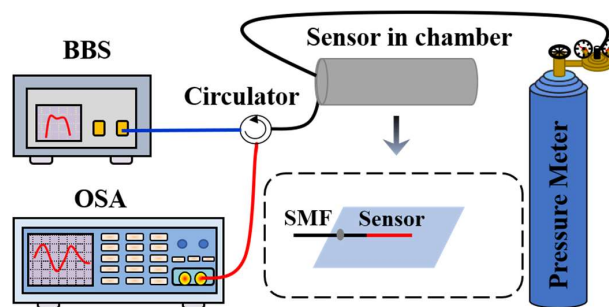 BBS
Sensor in chamber
Circulator
OSA
SMF
Sensor
Pressure Meter